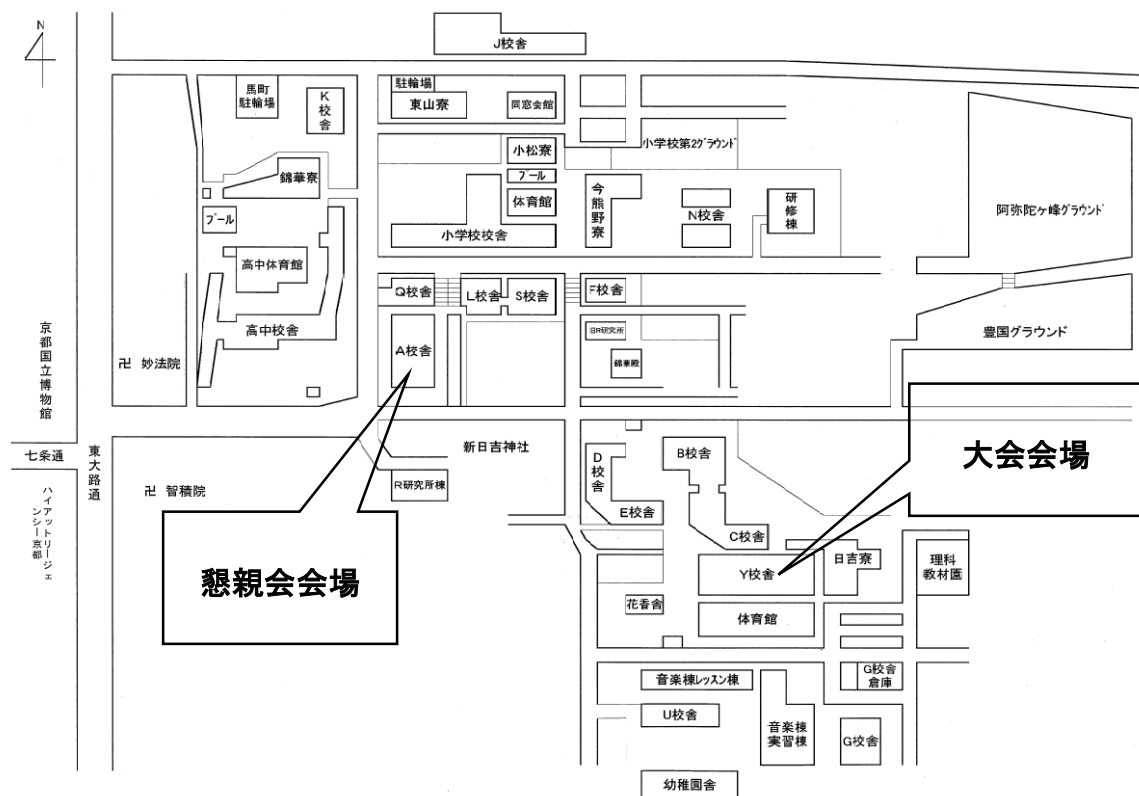 N
J校舎
馬町
駐輪場
K校舎
駐輪場
東山寮
同窓会館
小学校第2グラウンド
小松寮
プール
体育館
錦華寮
プール
今熊野寮
N校舎
研修棟
阿弥陀ヶ峰グラウンド
小学校校舎
高中体育館
Q校舎
L校舎
S校舎
F校舎
高中校舎
BR研究所
豊国グラウンド
京都国立博物館
卍 妙法院
A校舎
錦華殿
大会会場
七条通
東大路通
新日吉神社
D校舎
B校舎
卍 智積院
R研究所棟
E校舎
C校舎
ハイアットリージェ
ンシー京都
懇親会会場
Y校舎
日吉寮
理科
教材園
花香舎
体育館
音楽棟レッスン棟
G校舎
倉庫
U校舎
音楽棟
実習棟
G校舎
幼稚園舎